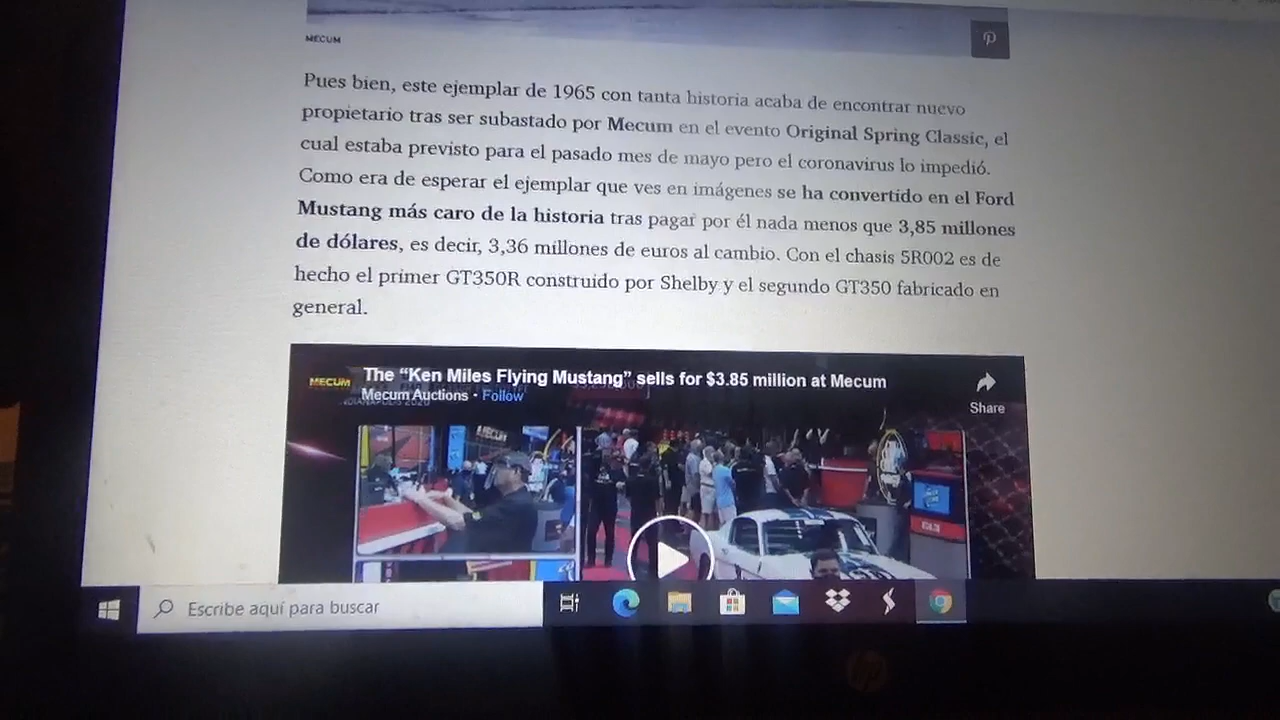 MECUM
Pues bien, este ejemplar de 1965 con tanta historia acaba de encontrar nuevo
propietario tras ser subastado por Mecum en el evento Original Spring Classic, el
cual estaba previsto para el pasado mes de mayo pero el coronavirus lo impedió.
Como era de esperar el ejemplar que ves en imágenes se ha convertido en el Ford
Mustang más caro de la historia tras pagar por él nada menos que 3,85 millones
de dólares, es decir, 3,36 millones de euros al cambio. Con el chasis 5R002 es de
hecho el primer GT350R construido por Shelby y el segundo GT350 fabricado en
general.
MECUM
The “Ken Miles Flying Mustang” sells for $3.85 million at Mecum
Mecum Auctions · Follow
Share
MECUM
Escribe aquí para buscar
hp